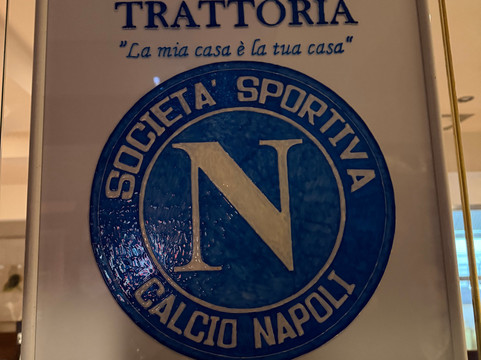 TRATTORIA
"La mia casa è la tua casa"
SOCIETA' SPORTIVA
N
CALCIO NAPOLI